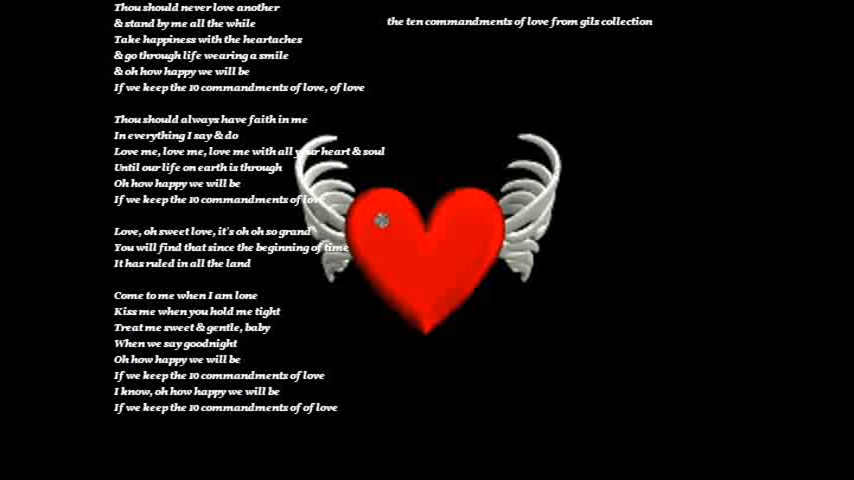 Thou should never love another
& stand by me all the while
Take happiness with the heartaches
& go through life wearing a smile
& oh how happy we will be
If we keep the 10 commandments of love, of love
Thou should always have faith in me
In everything I say & do
Love me, love me, love me with all your heart & soul
Until our life on earth is through
Oh how happy we will be
If we keep the 10 commandments of love
Love, oh sweet love, it's oh oh so grand
You will find that since the beginning of time
It has ruled in all the land
Come to me when I am lone
Kiss me when you hold me tight
Treat me sweet & gentle, baby
When we say goodnight
Oh how happy we will be
If we keep the 10 commandments of love
I know, oh how happy we will be
If we keep the 10 commandments of of love
the ten commandments of love from gils collection